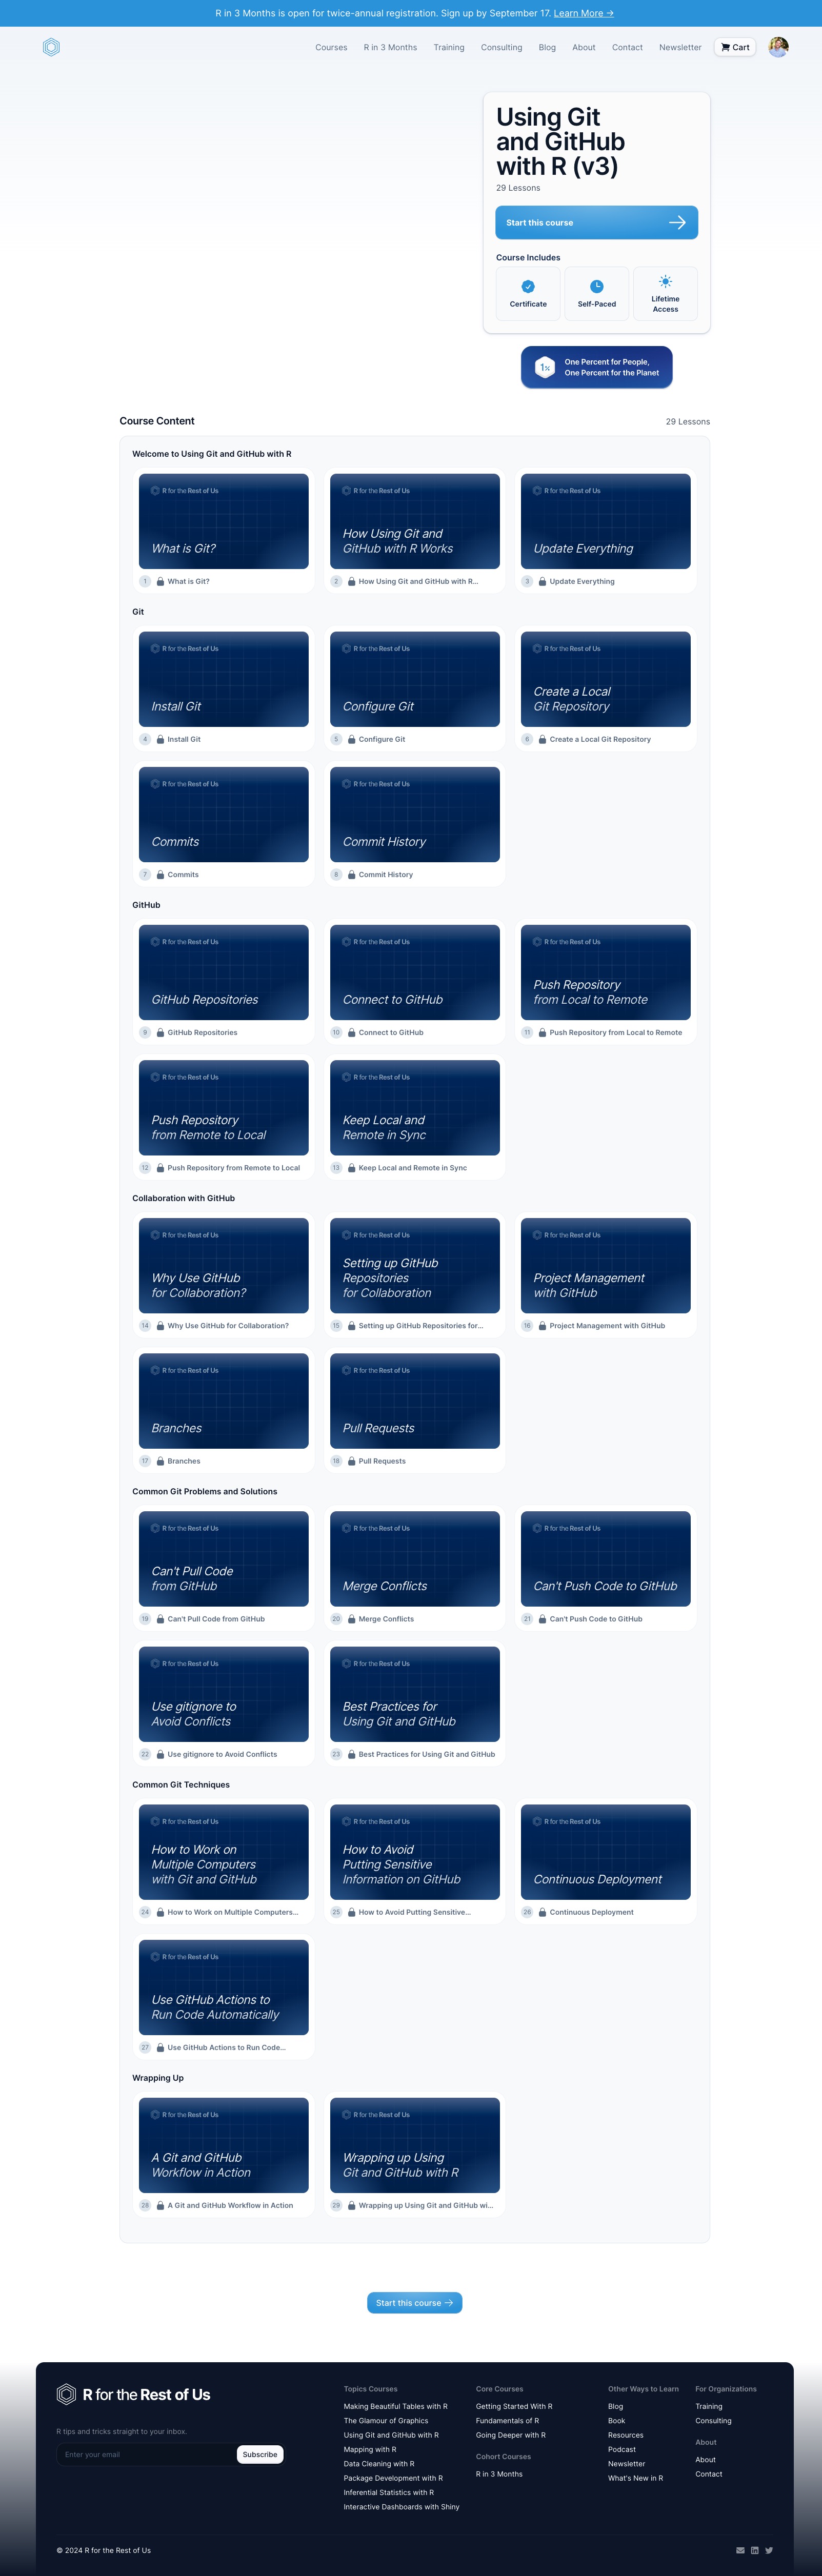 R in 3 Months is open for twice-annual registration. Sign up by September 17. Learn More →
Courses
R in 3 Months
Training
Consulting
Blog
About
Contact
Newsletter
Cart
Using Git
and GitHub
with R (v3)
29 Lessons
Start this course
Course Includes
Certificate
Self-Paced
Lifetime
Access
1%
One Percent for People,
One Percent for the Planet
Course Content
29 Lessons
Welcome to Using Git and GitHub with R
R for the Rest of Us
What is Git?
1 What is Git?
R for the Rest of Us
How Using Git and
GitHub with R Works
2 How Using Git and GitHub with R...
R for the Rest of Us
Update Everything
3 Update Everything
Git
R for the Rest of Us
Install Git
4 Install Git
R for the Rest of Us
Configure Git
5 Configure Git
R for the Rest of Us
Create a Local
Git Repository
6 Create a Local Git Repository
R for the Rest of Us
Commits
7 Commits
R for the Rest of Us
Commit History
8 Commit History
GitHub
R for the Rest of Us
GitHub Repositories
9 GitHub Repositories
R for the Rest of Us
Connect to GitHub
10 Connect to GitHub
R for the Rest of Us
Push Repository
from Local to Remote
11 Push Repository from Local to Remote
R for the Rest of Us
Push Repository
from Remote to Local
12 Push Repository from Remote to Local
R for the Rest of Us
Keep Local and
Remote in Sync
13 Keep Local and Remote in Sync
Collaboration with GitHub
R for the Rest of Us
Why Use GitHub
for Collaboration?
14 Why Use GitHub for Collaboration?
R for the Rest of Us
Setting up GitHub
Repositories
for Collaboration
15 Setting up GitHub Repositories for...
R for the Rest of Us
Project Management
with GitHub
16 Project Management with GitHub
R for the Rest of Us
Branches
17 Branches
R for the Rest of Us
Pull Requests
18 Pull Requests
Common Git Problems and Solutions
R for the Rest of Us
Can't Pull Code
from GitHub
19 Can't Pull Code from GitHub
R for the Rest of Us
Merge Conflicts
20 Merge Conflicts
R for the Rest of Us
Can't Push Code to GitHub
21 Can't Push Code to GitHub
R for the Rest of Us
Use gitignore to
Avoid Conflicts
22 Use gitignore to Avoid Conflicts
R for the Rest of Us
Best Practices for
Using Git and GitHub
23 Best Practices for Using Git and GitHub
Common Git Techniques
R for the Rest of Us
How to Work on
Multiple Computers
with Git and GitHub
24 How to Work on Multiple Computers...
R for the Rest of Us
How to Avoid
Putting Sensitive
Information on GitHub
25 How to Avoid Putting Sensitive...
R for the Rest of Us
Continuous Deployment
26 Continuous Deployment
R for the Rest of Us
Use GitHub Actions to
Run Code Automatically
27 Use GitHub Actions to Run Code...
Wrapping Up
R for the Rest of Us
A Git and GitHub
Workflow in Action
28 A Git and GitHub Workflow in Action
R for the Rest of Us
Wrapping up Using
Git and GitHub with R
29 Wrapping up Using Git and GitHub wi...
Start this course →
R for the Rest of Us
R tips and tricks straight to your inbox.
Enter your email
Subscribe
Topics Courses
Making Beautiful Tables with R
The Glamour of Graphics
Using Git and GitHub with R
Mapping with R
Data Cleaning with R
Package Development with R
Inferential Statistics with R
Interactive Dashboards with Shiny
Core Courses
Getting Started With R
Fundamentals of R
Going Deeper with R
Cohort Courses
R in 3 Months
Other Ways to Learn
Blog
Book
Resources
Podcast
Newsletter
What's New in R
For Organizations
Training
Consulting
About
About
Contact
© 2024 R for the Rest of Us